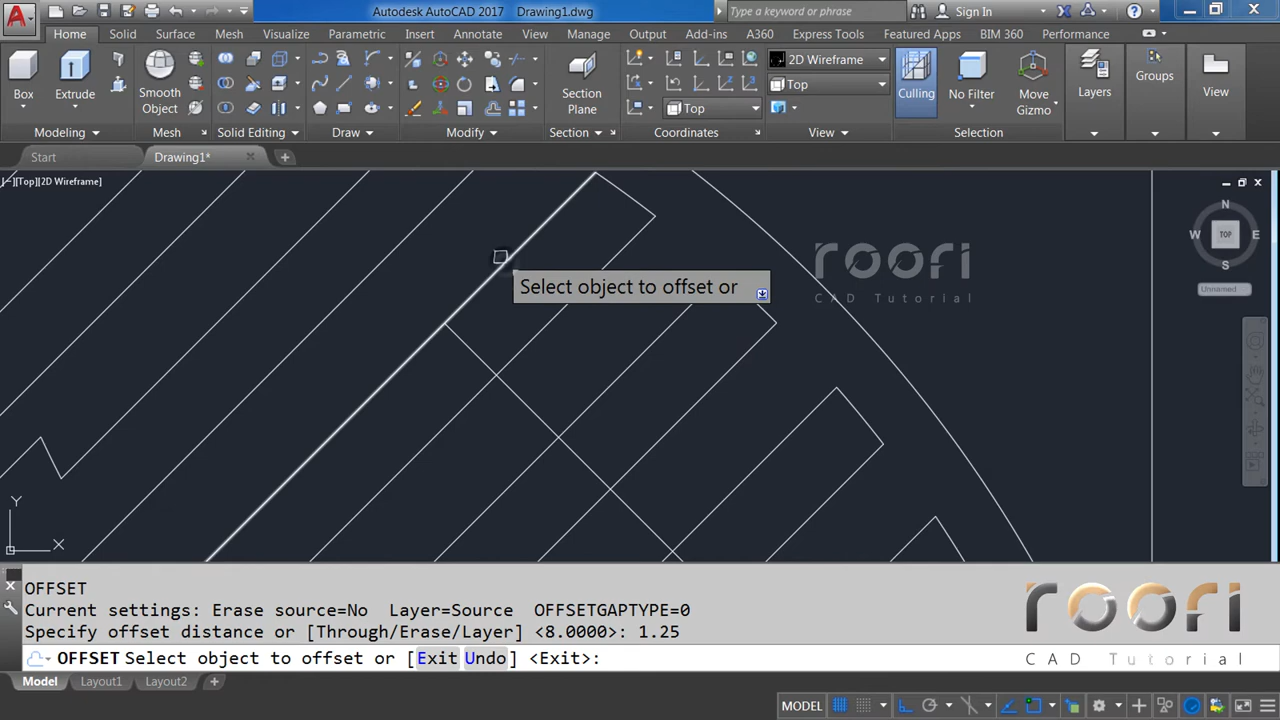 A Autodesk AutoCAD 2017 Drawing1.dwg Type a keyword or phrase Sign In
Home Solid Surface Mesh Visualize Parametric Insert Annotate View Manage Output Add-ins A360 Express Tools Featured Apps BIM 360 Performance
Box Extrude Smooth Object Section Plane 2D Wireframe Top Top Culling No Filter Move Gizmo Layers Groups View
Modeling Mesh Solid Editing Draw Modify Section Coordinates View Selection
Start Drawing1* +
[−][Top][2D Wireframe]
N
W TOP E
S
Unnamed
roori
CAD Tutorial
Select object to offset or
Y
X
OFFSET
Current settings: Erase source=No Layer=Source OFFSETGAPTYPE=0
Specify offset distance or [Through/Erase/Layer] <8.0000>: 1.25
OFFSET Select object to offset or [Exit Undo] <Exit>:
roori
CAD Tutorial
Model Layout1 Layout2 +
MODEL